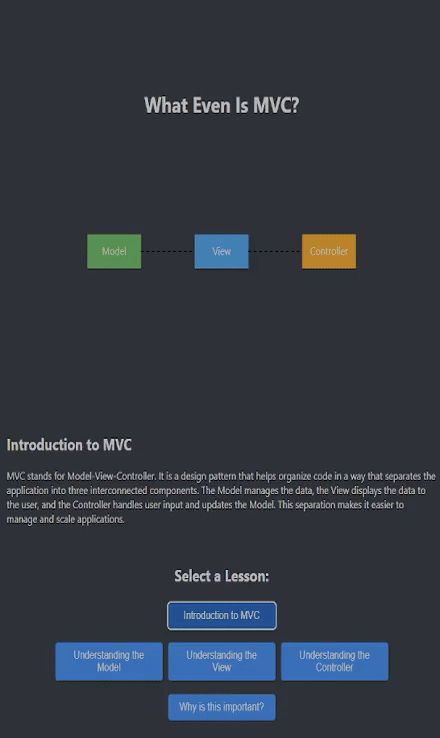 What Even Is MVC?
Model
View
Controller
Introduction to MVC
MVC stands for Model-View-Controller. It is a design pattern that helps organize code in a way that separates the
application into three interconnected components. The Model manages the data, the View displays the data to
the user, and the Controller handles user input and updates the Model. This separation makes it easier to
manage and scale applications.
Select a Lesson:
Introduction to MVC
Understanding the
Model
Understanding the
View
Understanding the
Controller
Why is this important?